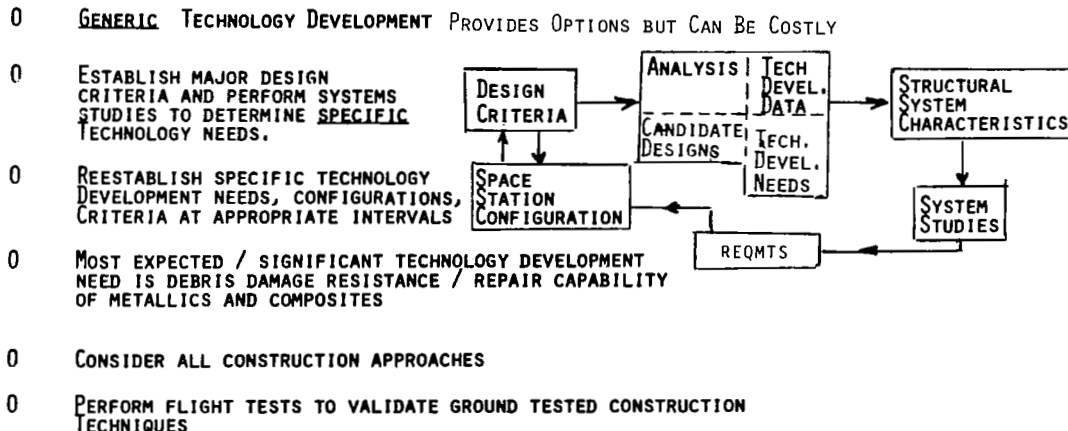 0 GENERIC TECHNOLOGY DEVELOPMENT PROVIDES OPTIONS BUT CAN BE COSTLY
0 ESTABLISH MAJOR DESIGN
CRITERIA AND PERFORM SYSTEMS
STUDIES TO DETERMINE SPECIFIC
TECHNOLOGY NEEDS.
0 REESTABLISH SPECIFIC TECHNOLOGY
DEVELOPMENT NEEDS, CONFIGURATIONS,
CRITERIA AT APPROPRIATE INTERVALS
0 MOST EXPECTED / SIGNIFICANT TECHNOLOGY DEVELOPMENT
NEED IS DEBRIS DAMAGE RESISTANCE / REPAIR CAPABILITY
OF METALLICS AND COMPOSITES
0 CONSIDER ALL CONSTRUCTION APPROACHES
0 PERFORM FLIGHT TESTS TO VALIDATE GROUND TESTED CONSTRUCTION
TECHNIQUES
DESIGN
CRITERIA
ANALYSIS
TECH
DEVEL.
DATA
CANDIDATE
DESIGNS
TECH.
DEVEL.
NEEDS
STRUCTURAL
SYSTEM
CHARACTERISTICS
SYSTEM
STUDIES
REQMTS
SPACE
STATION
CONFIGURATION